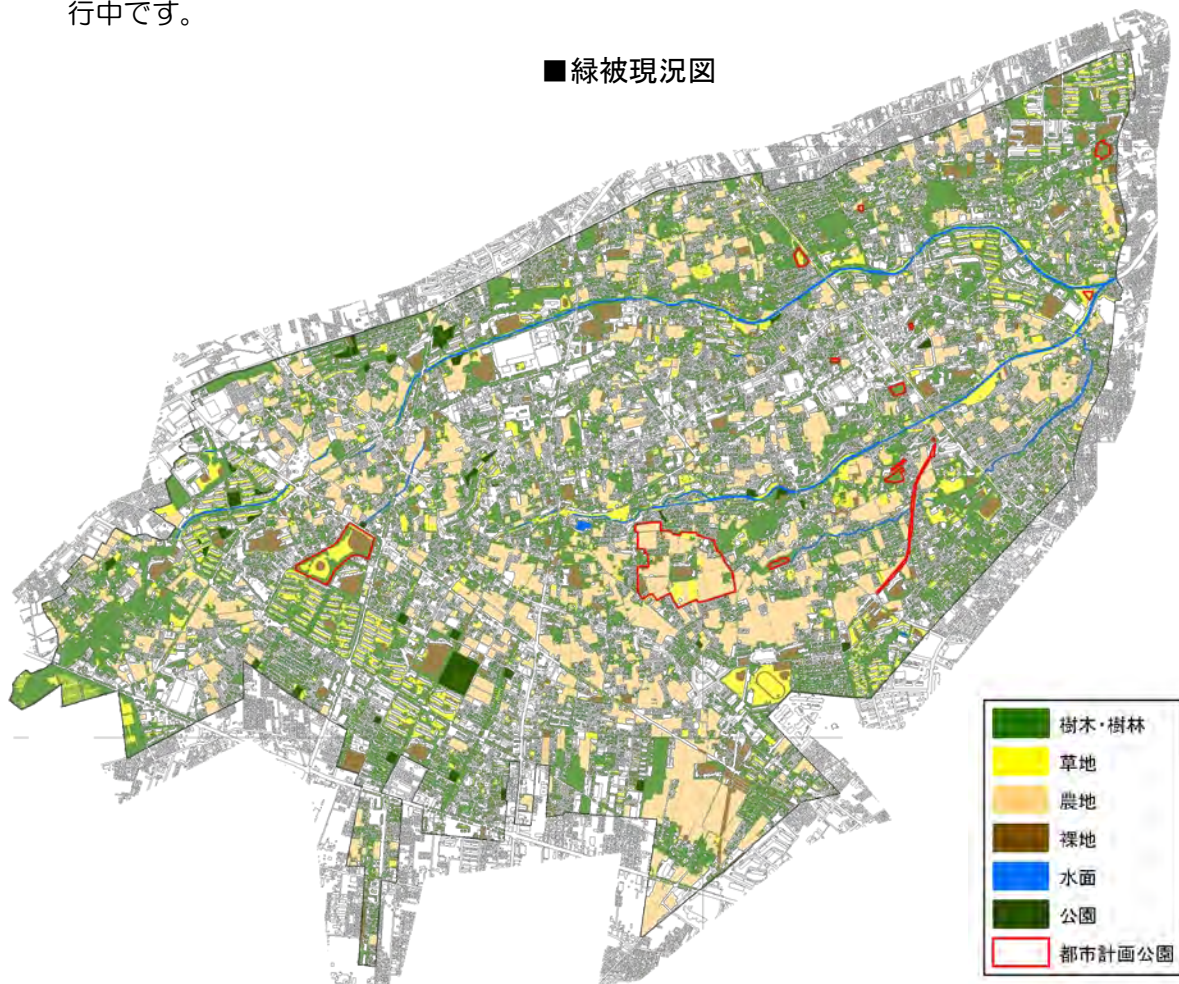 行中です。
■緑被現況図
樹木・樹林
草地
農地
裸地
水面
公園
都市計画公園